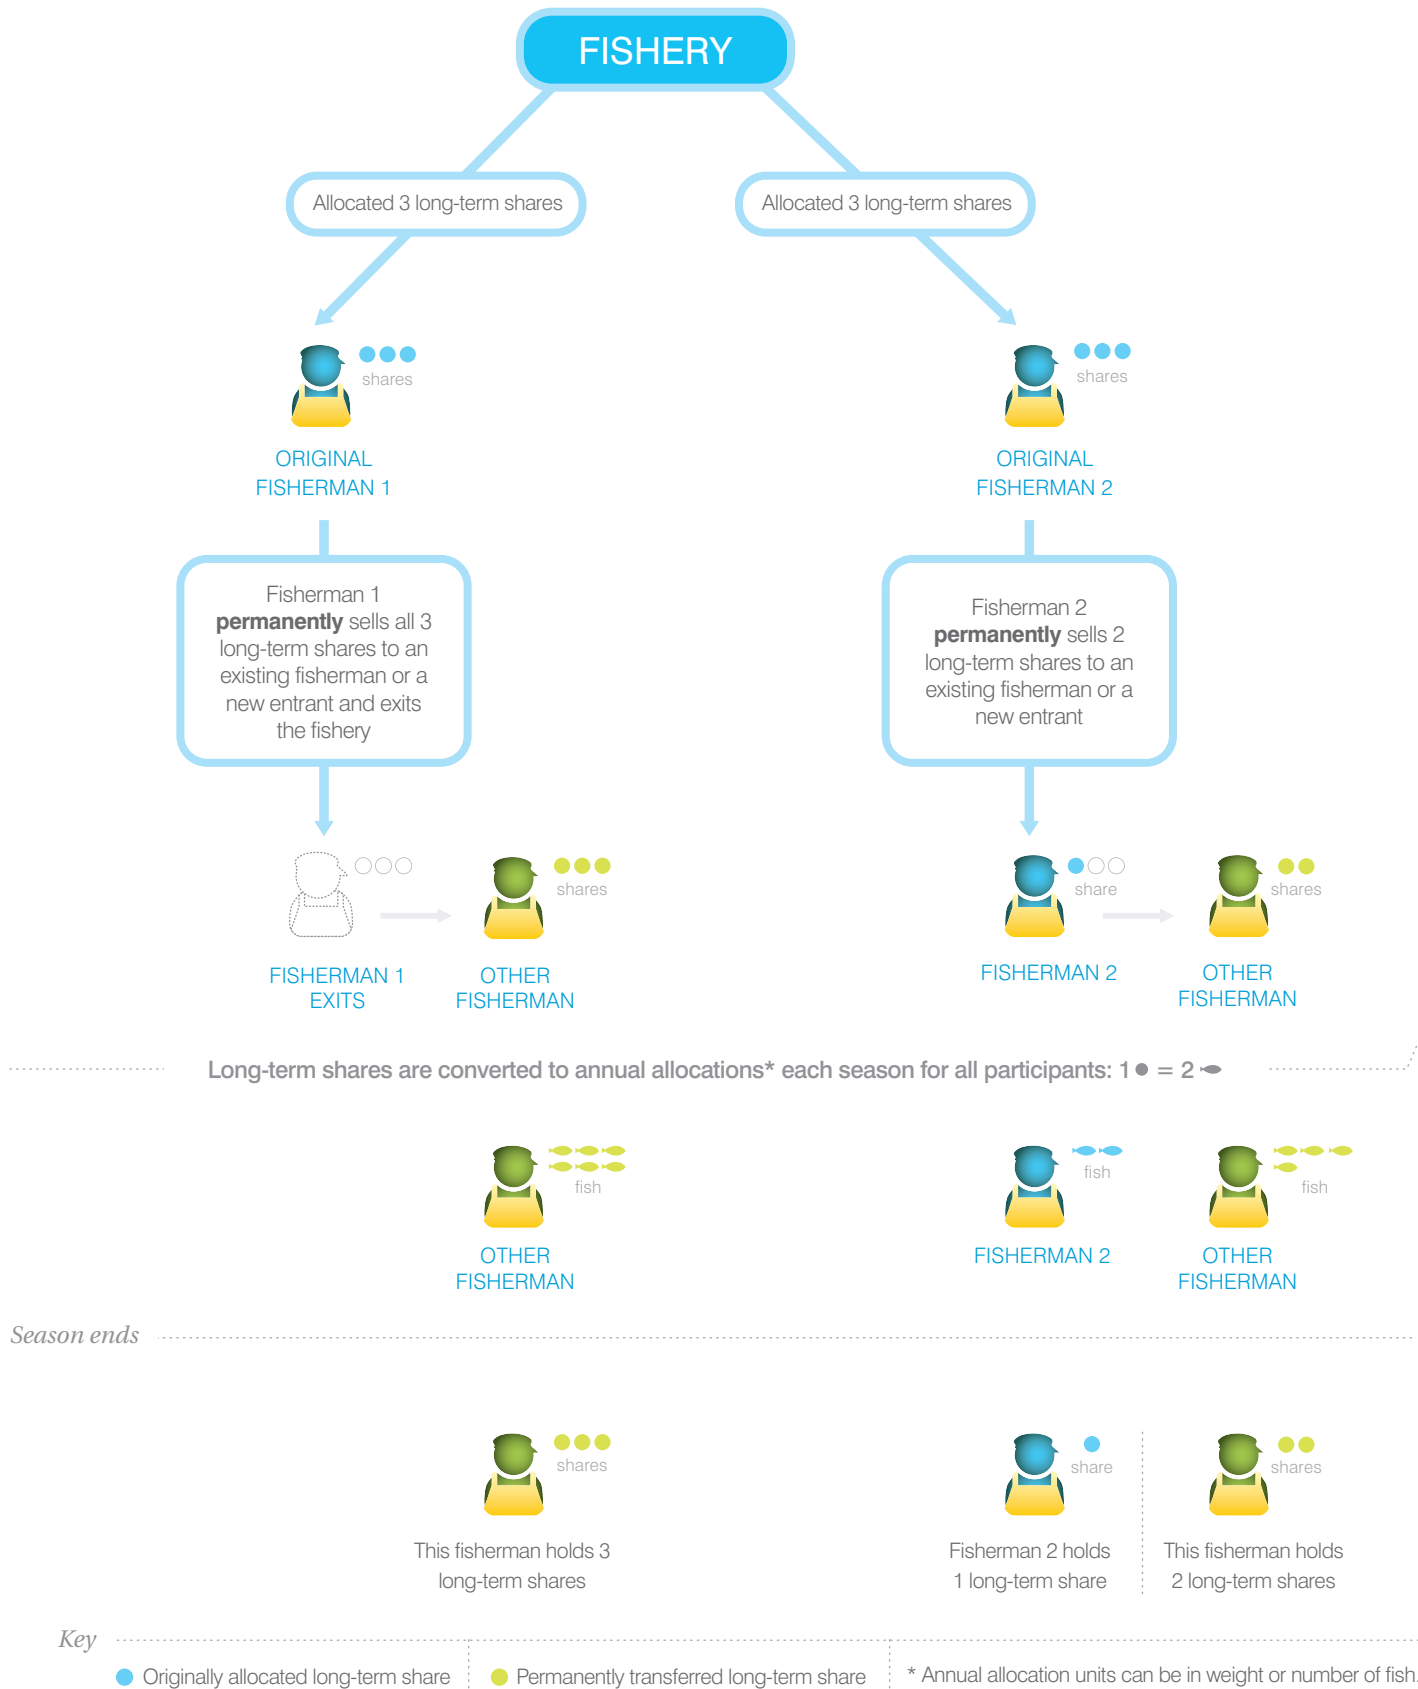 FISHERY
Allocated 3 long-term shares
Allocated 3 long-term shares
shares
shares
ORIGINAL
FISHERMAN 1
ORIGINAL
FISHERMAN 2
Fisherman 1
permanently sells all 3
long-term shares to an
existing fisherman or a
new entrant and exits
the fishery
Fisherman 2
permanently sells 2
long-term shares to an
existing fisherman or a
new entrant
shares
share
shares
FISHERMAN 1
EXITS
OTHER
FISHERMAN
FISHERMAN 2
OTHER
FISHERMAN
Long-term shares are converted to annual allocations* each season for all participants: 1 ● = 2
fish
fish
fish
OTHER
FISHERMAN
FISHERMAN 2
OTHER
FISHERMAN
Season ends
shares
share
shares
This fisherman holds 3
long-term shares
Fisherman 2 holds
1 long-term share
This fisherman holds
2 long-term shares
Key
Originally allocated long-term share
Permanently transferred long-term share
* Annual allocation units can be in weight or number of fish.